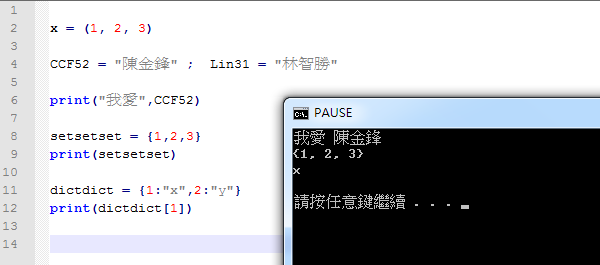 1
2 x = (1, 2, 3)
3
4 CCF52 = "陳金鋒" ; Lin31 = "林智勝"
5
6 print("我愛",CCF52)
7
8 setsetset = {1,2,3}
9 print(setsetset)
10
11 dictdict = {1:"x",2:"y"}
12 print(dictdict[1])
13
14
C:\. PAUSE
我愛 陳金鋒
{1, 2, 3}
x
請按任意鍵繼續 . . .